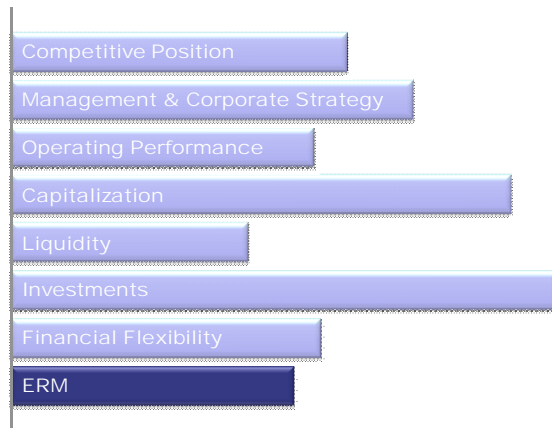 Competitive Position
Management & Corporate Strategy
Operating Performance
Capitalization
Liquidity
Investments
Financial Flexibility
ERM